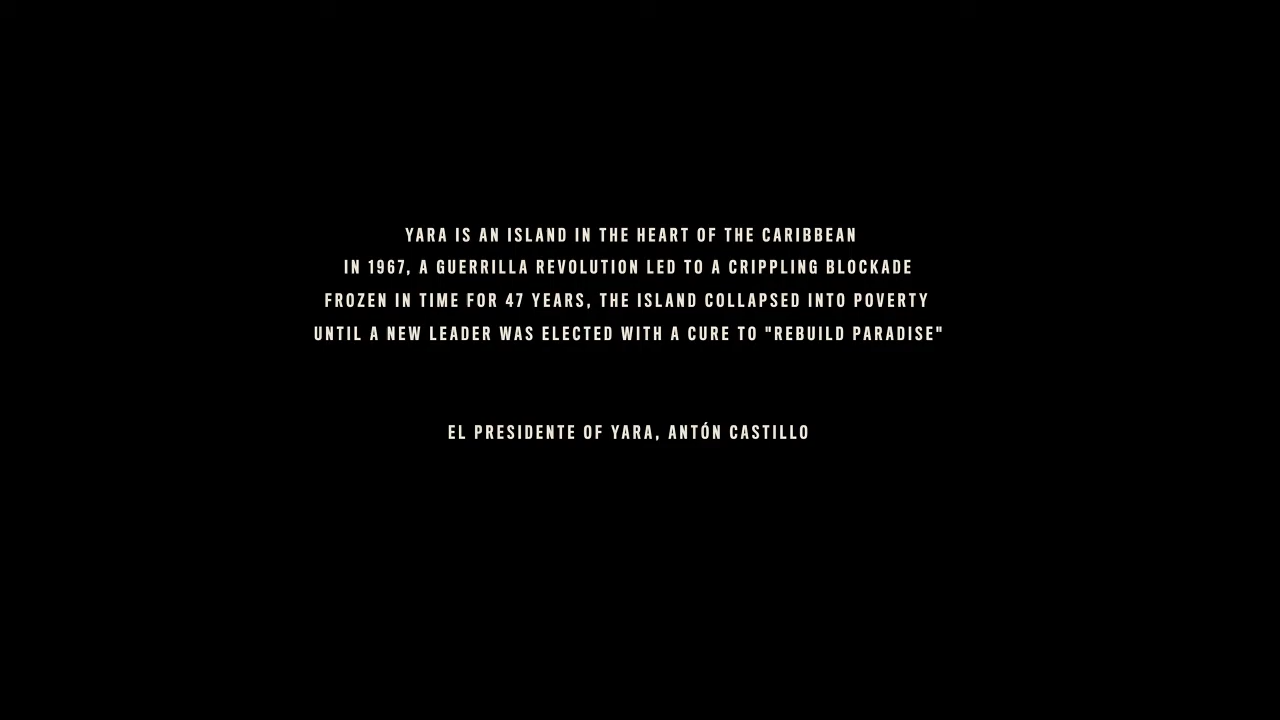 YARA IS AN ISLAND IN THE HEART OF THE CARIBBEAN
IN 1967, A GUERRILLA REVOLUTION LED TO A CRIPPLING BLOCKADE
FROZEN IN TIME FOR 47 YEARS, THE ISLAND COLLAPSED INTO POVERTY
UNTIL A NEW LEADER WAS ELECTED WITH A CURE TO "REBUILD PARADISE"
EL PRESIDENTE OF YARA, ANTÓN CASTILLO